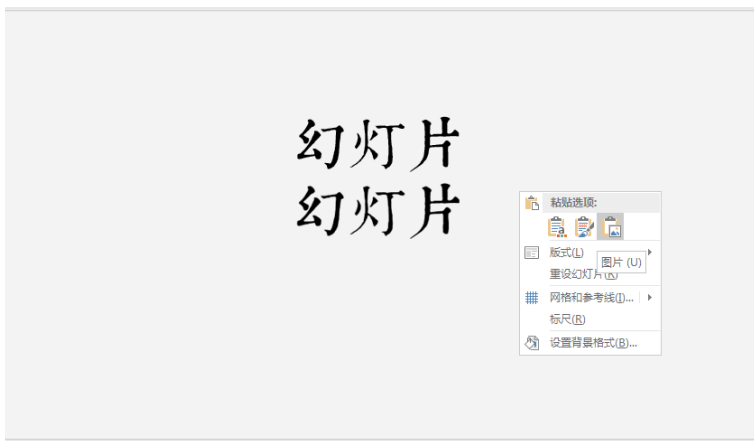 幻灯片
幻灯片
粘贴选项:
版式(L)
图片 (U)
重设幻灯片(R)
网格和参考线(I)...
标尺(R)
设置背景格式(B)...